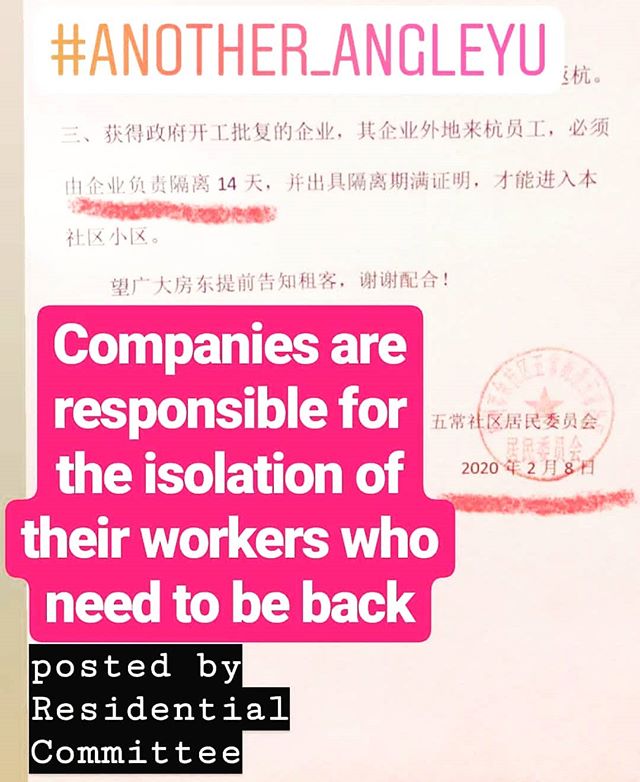 #ANOTHER_ANGLEYU
返杭。
三、获得政府开工批复的企业，其企业外地来杭员工，必须
由企业负责隔离 14 天，并出具隔离期满证明，才能进入本
社区小区。
望广大房东提前告知租客，谢谢配合！
Companies are
responsible for
the isolation of
their workers who
need to be back
五常社区居民委员会
2020 年 2 月 8 日
posted by
Residential
Committee